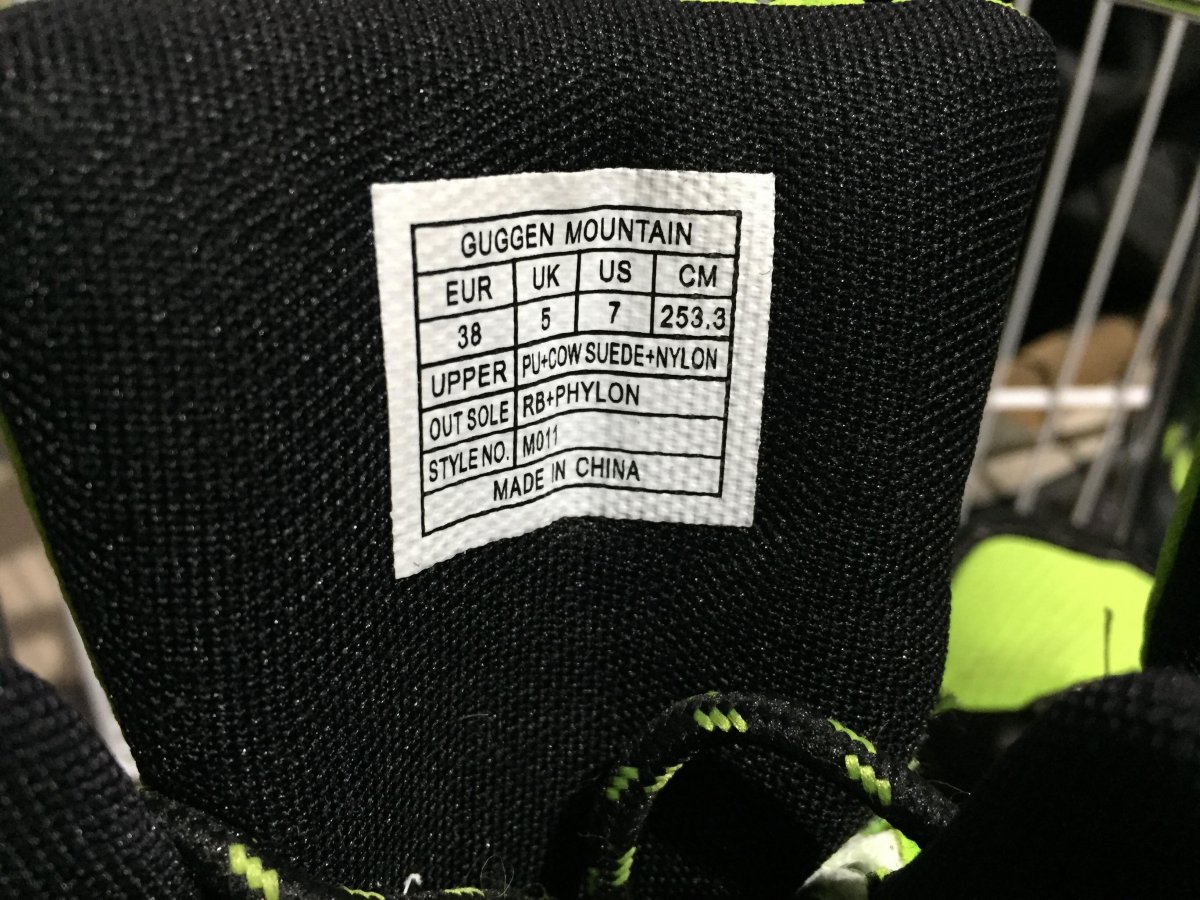 GUGGEN MOUNTAIN
EUR UK US CM
38 5 7 253.3
UPPER PU+COW SUEDE+NYLON
OUT SOLE RB+PHYLON
STYLE NO. M011
MADE IN CHINA